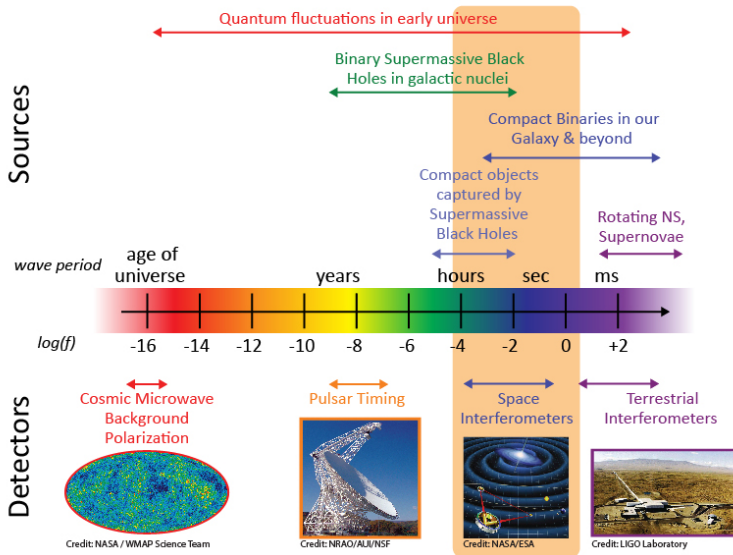 Quantum fluctuations in early universe
Binary Supermassive Black
Holes in galactic nuclei
Compact Binaries in our
Galaxy & beyond
Compact objects
captured by
Supermassive
Black Holes
Rotating NS,
Supernovae
Sources
wave period
age of
universe
years
hours
sec
ms
log(f)
-16
-14
-12
-10
-8
-6
-4
-2
0
+2
Detectors
Cosmic Microwave
Background
Polarization
Pulsar Timing
Space
Interferometers
Terrestrial
Interferometers
Credit: NASA / WMAP Science Team
Credit: NRAO/AUI/NSF
Credit: NASA/ESA
Credit: LIGO Laboratory